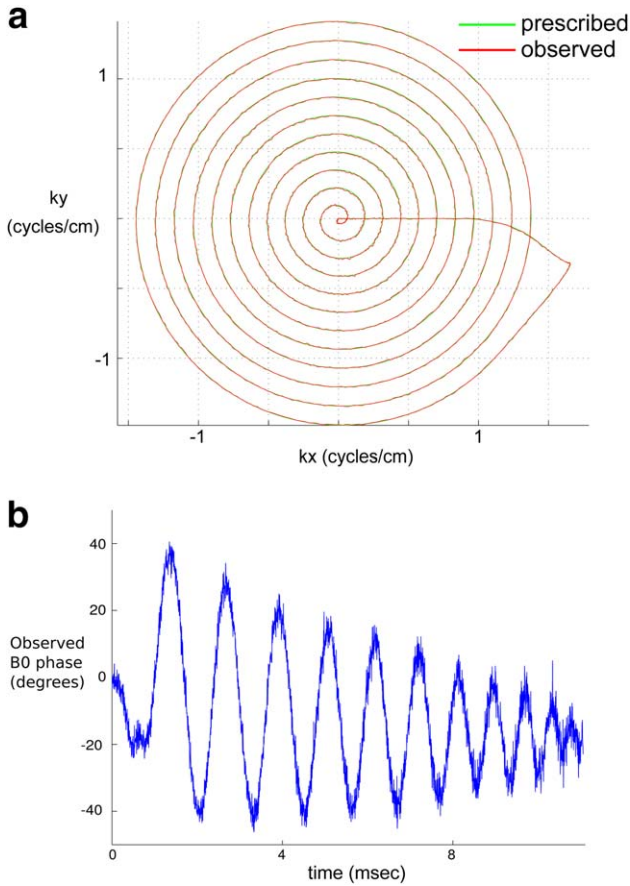 a
prescribed
observed
1
ky
(cycles/cm)
-1
-1
1
kx (cycles/cm)
b
40
20
Observed
B0 phase
(degrees)
0
-20
-40
0
4
8
time (msec)